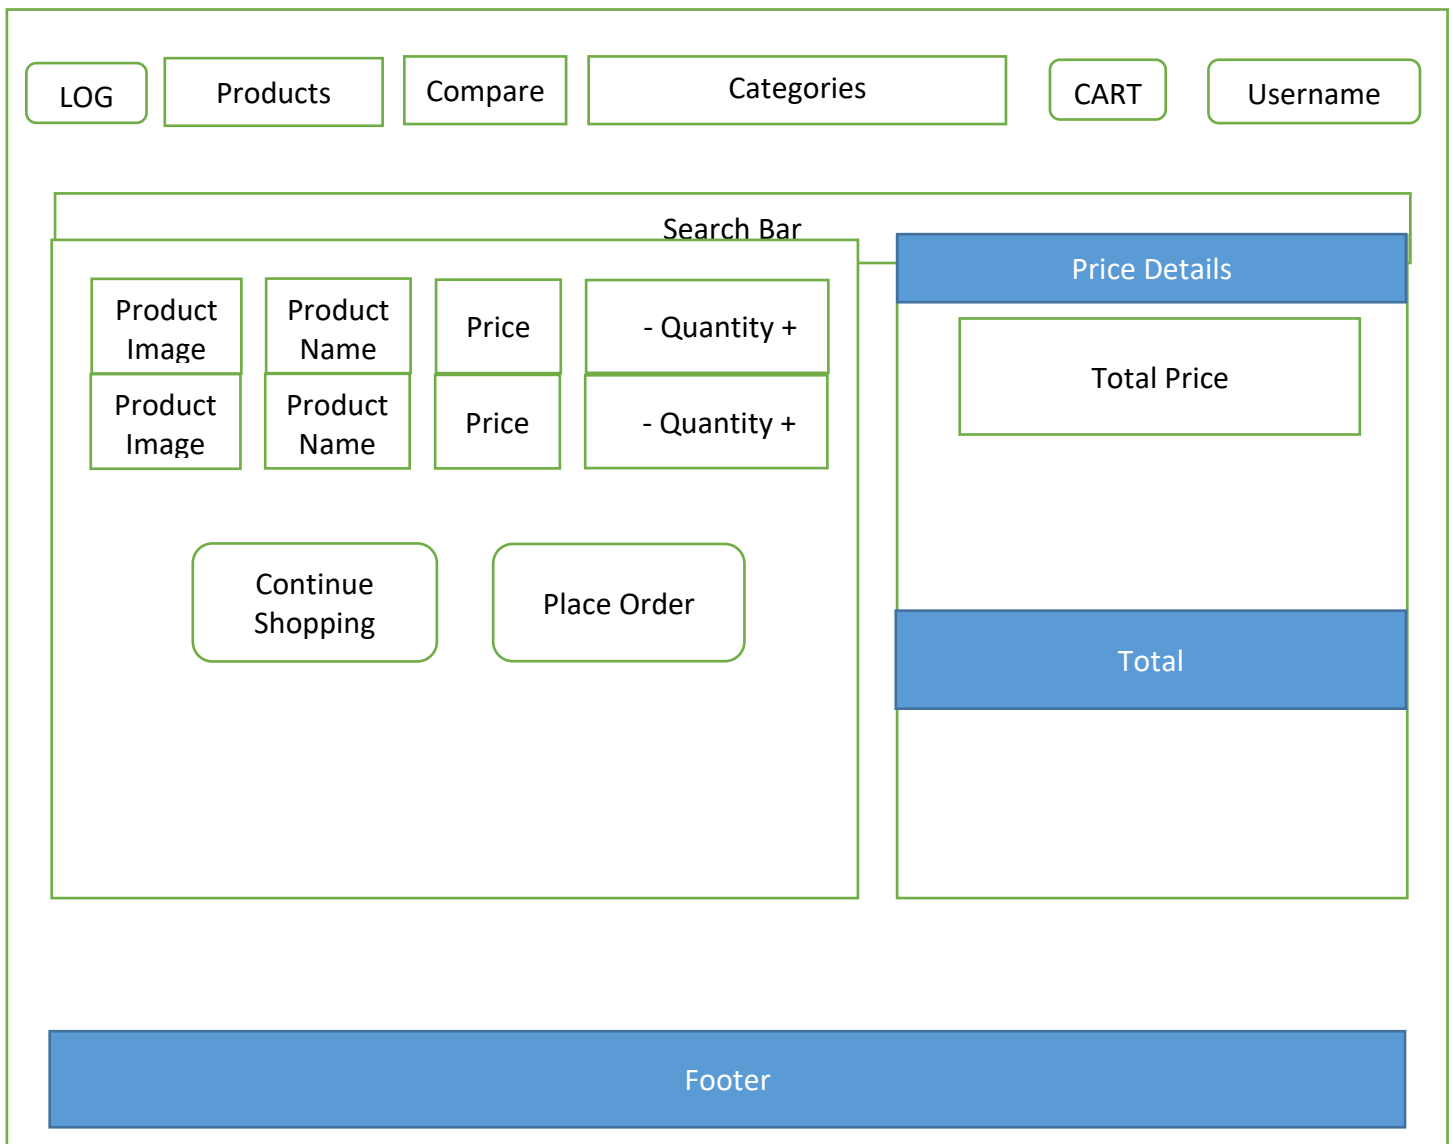 LOG
Products
Compare
Categories
CART
Username
Search Bar
Product
Image
Product
Name
Price
- Quantity +
Product
Image
Product
Name
Price
- Quantity +
Continue
Shopping
Place Order
Price Details
Total Price
Total
Footer